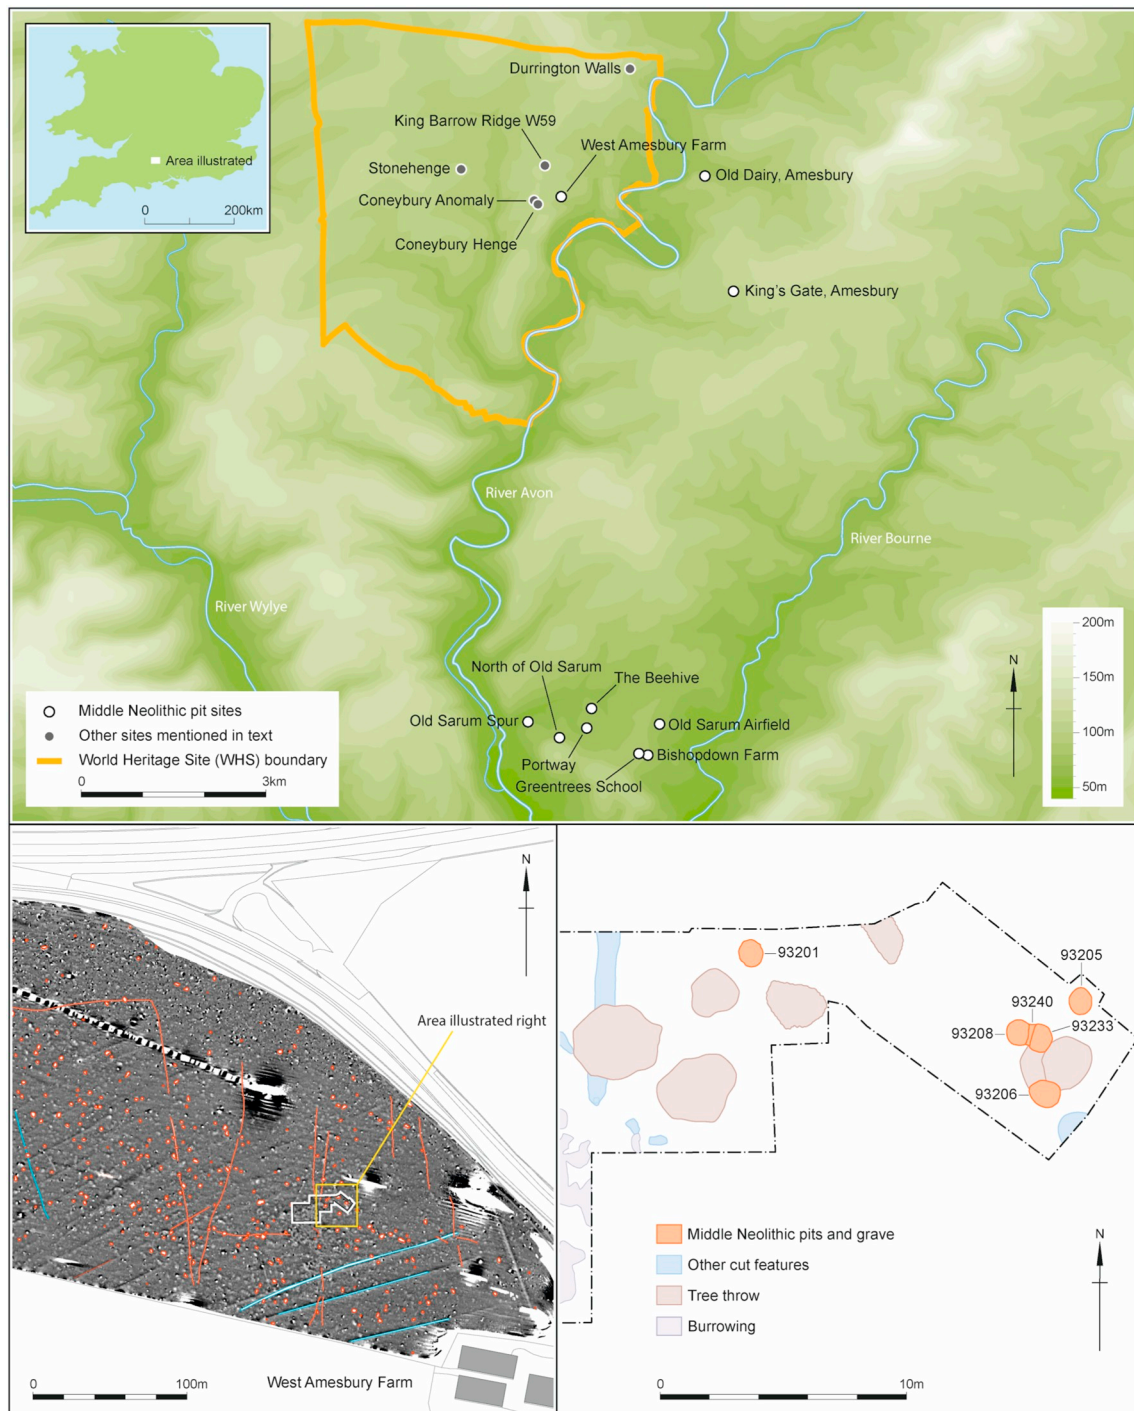 Area illustrated
0 200km
Durrington Walls
King Barrow Ridge W59
West Amesbury Farm
Stonehenge
Old Dairy, Amesbury
Coneybury Anomaly
Coneybury Henge
King's Gate, Amesbury
River Avon
River Bourne
River Wylye
North of Old Sarum
The Beehive
Old Sarum Spur
Old Sarum Airfield
Portway
Bishopdown Farm
Greentrees School
Middle Neolithic pit sites
Other sites mentioned in text
World Heritage Site (WHS) boundary
0 3km
N
200m
150m
100m
50m
N
Area illustrated right
0 100m
West Amesbury Farm
93201
93205
93240
93208
93233
93206
Middle Neolithic pits and grave
Other cut features
Tree throw
Burrowing
N
0 10m